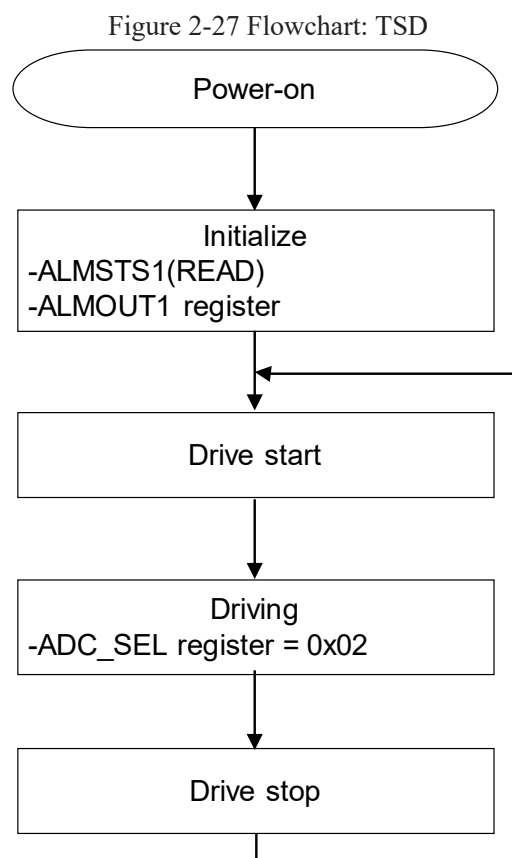 Figure 2-27 Flowchart: TSD
Power-on
Initialize
-ALMSTS1(READ)
-ALMOUT1 register
Drive start
Driving
-ADC_SEL register = 0x02
Drive stop